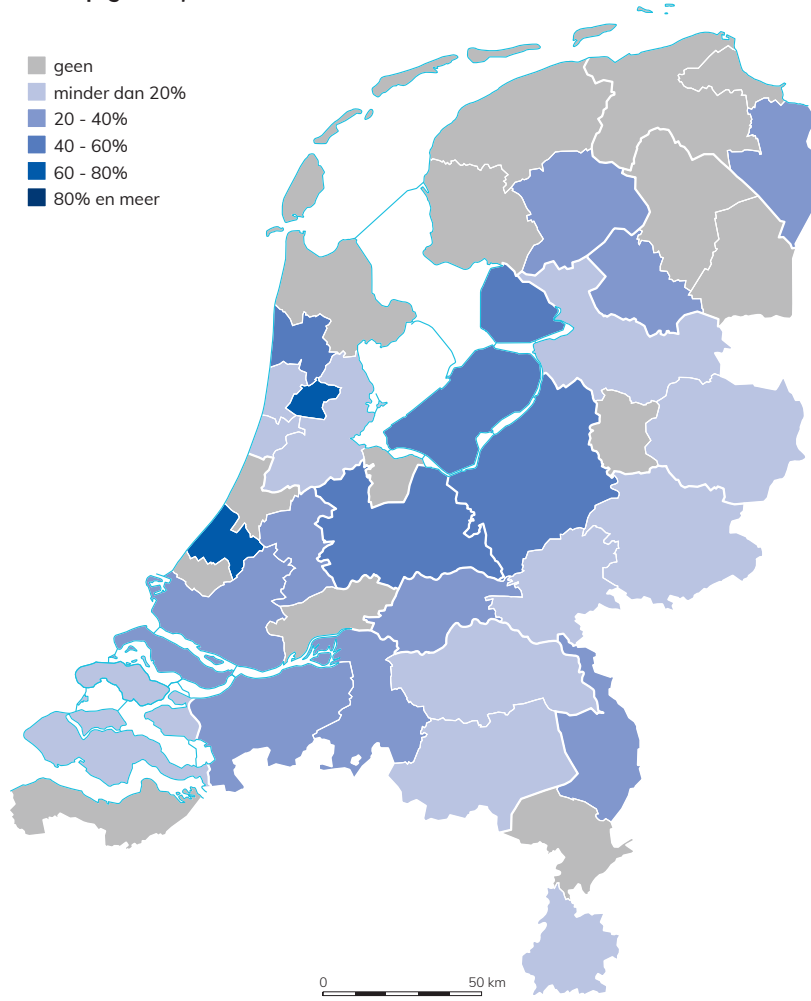 geen
minder dan 20%
20 - 40%
40 - 60%
60 - 80%
80% en meer
0 50 km